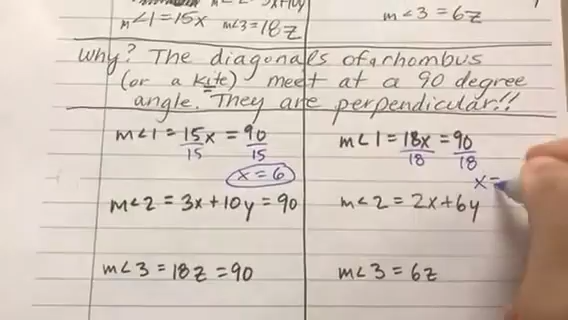 m<1 = 15x m<3 = 18z
m<3 = 6z
Why? The diagonals of a rhombus
(or a kite) meet at a 90 degree
angle. They are perpendicular!!
m<1 = 15x = 90
15 15
x = 6
m<2 = 3x + 10y = 90
m<3 = 18z = 90
m<1 = 18x = 90
18 18
x =
m<2 = 2x + 6y
m<3 = 6z